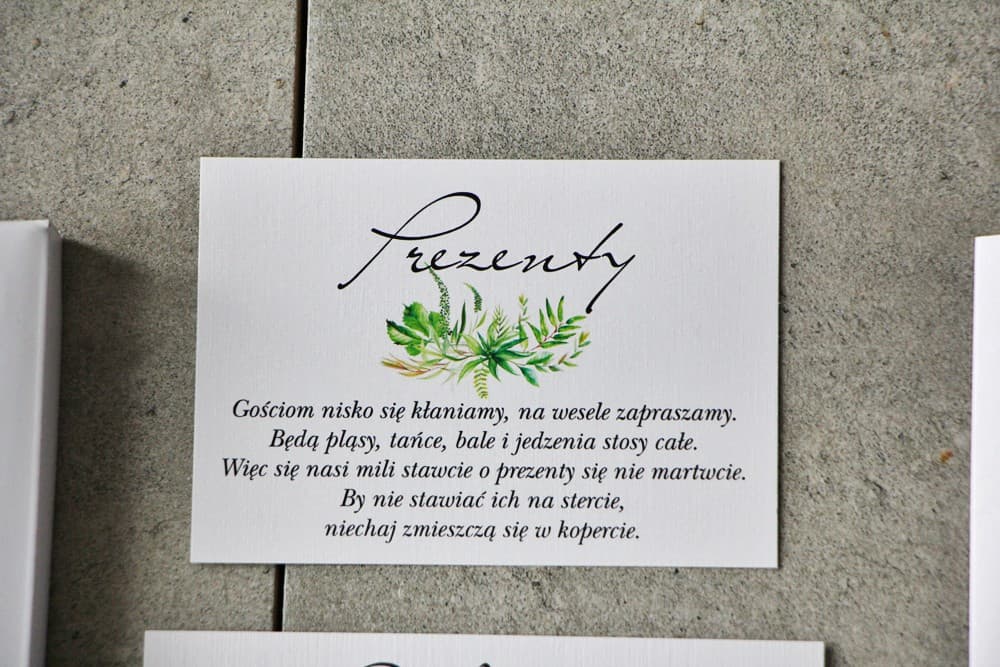 Prezenty
Gościom nisko się kłaniamy, na wesele zapraszamy.
Będą pląsy, tańce, bale i jedzenia stosy całe.
Więc się nasi mili stawcie o prezenty się nie martwcie.
By nie stawiać ich na stercie,
niechaj zmieszczą się w kopercie.